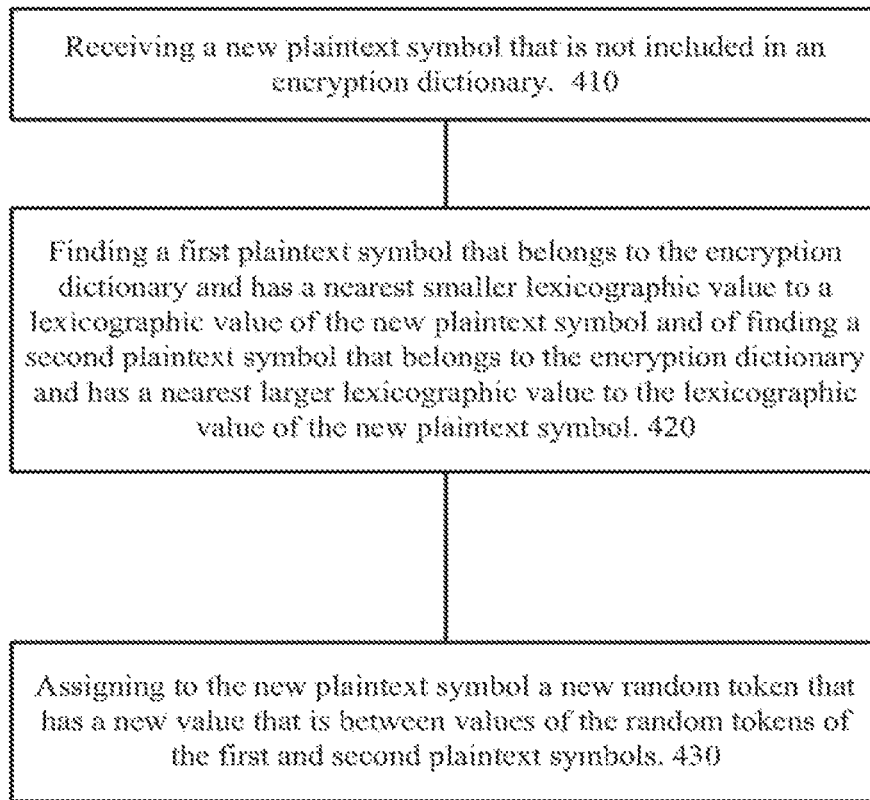 Receiving a new plaintext symbol that is not included in an
encryption dictionary. 410
Finding a first plaintext symbol that belongs to the encryption
dictionary and has a nearest smaller lexicographic value to a
lexicographic value of the new plaintext symbol and of finding a
second plaintext symbol that belongs to the encryption dictionary
and has a nearest larger lexicographic value to the lexicographic
value of the new plaintext symbol. 420
Assigning to the new plaintext symbol a new random token that
has a new value that is between values of the random tokens of
the first and second plaintext symbols. 430